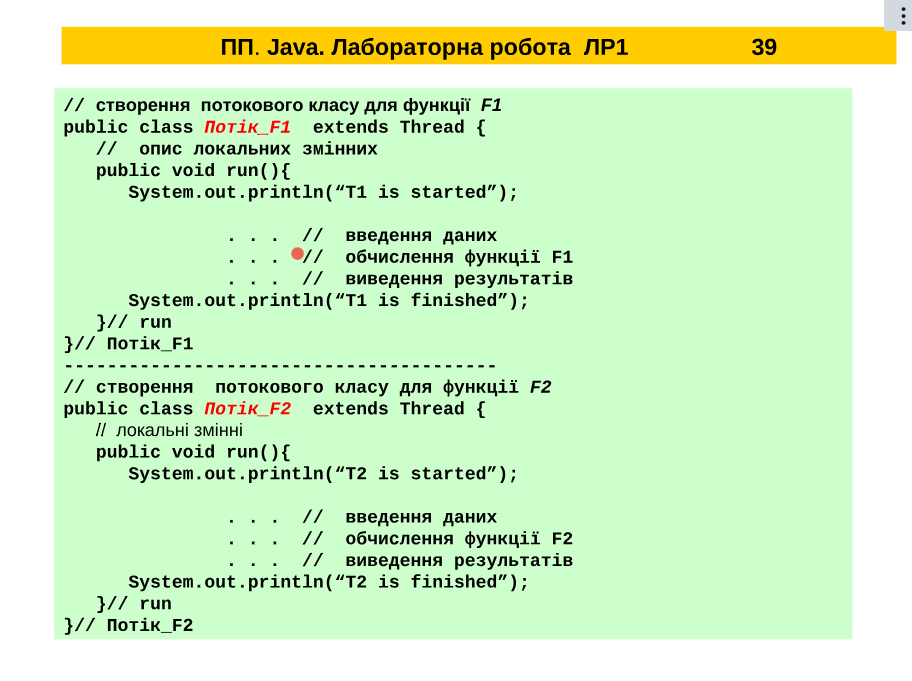 ПП. Java. Лабораторна робота ЛР1 39
// створення потокового класу для функції F1
public class Потік_F1 extends Thread {
// опис локальних змінних
public void run(){
System.out.println(“T1 is started”);
. . . // введення даних
. . . // обчислення функції F1
. . . // виведення результатів
System.out.println(“T1 is finished”);
}// run
}// Потік_F1
----------------------------------------
// створення потокового класу для функції F2
public class Потік_F2 extends Thread {
// локальні змінні
public void run(){
System.out.println(“T2 is started”);
. . . // введення даних
. . . // обчислення функції F2
. . . // виведення результатів
System.out.println(“T2 is finished”);
}// run
}// Потік_F2